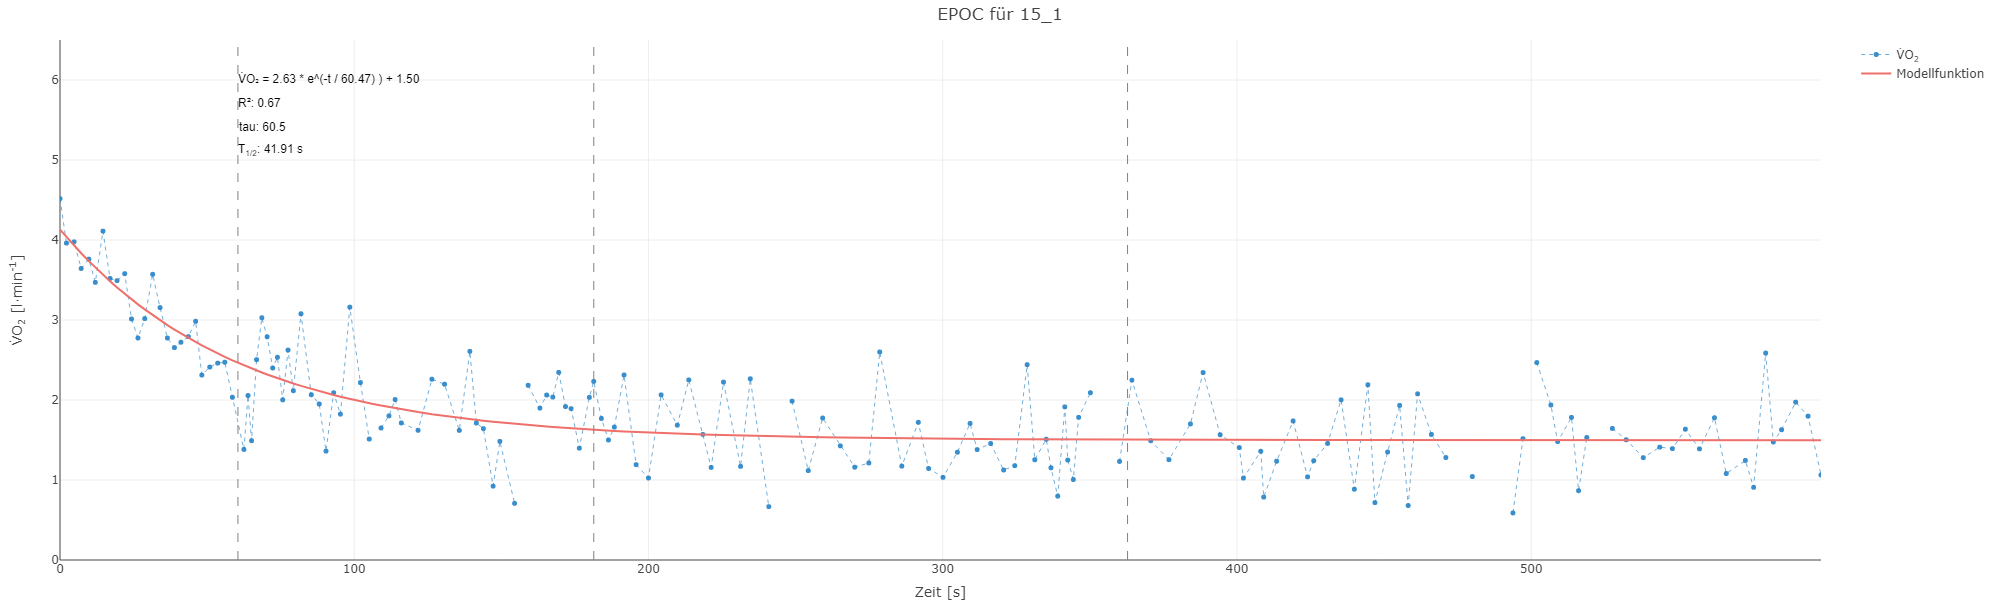 EPOC für 15_1
V̇O₂
Modellfunktion
V̇O₂ = 2.63 * e^(-t / 60.47) ) + 1.50
R²: 0.67
tau: 60.5
T₁/₂: 41.91 s
V̇O₂ [l·min⁻¹]
6
5
4
3
2
1
0
0 100 200 300 400 500
Zeit [s]